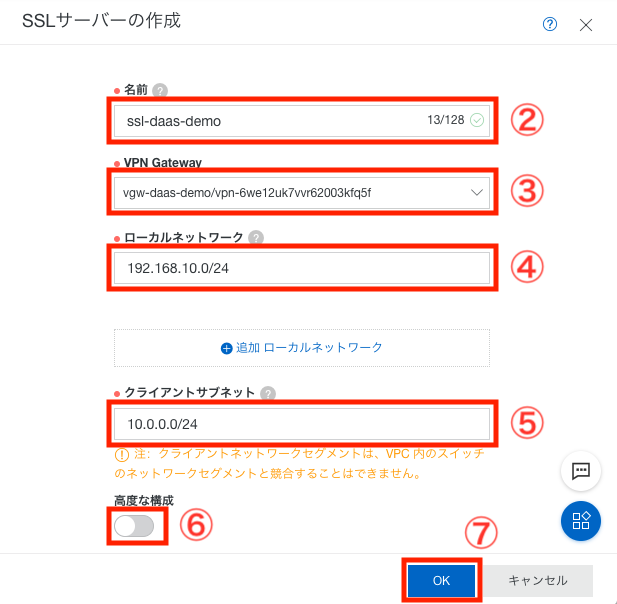 SSLサーバーの作成
名前
ssl-daas-demo 13/128 ②
VPN Gateway
vgw-daas-demo/vpn-6we12uk7vvr62003kfq5f ③
ローカルネットワーク
192.168.10.0/24 ④
追加 ローカルネットワーク
クライアントサブネット
10.0.0.0/24 ⑤
注：クライアントネットワークセグメントは、VPC 内のスイッチ
のネットワークセグメントと競合することはできません。
高度な構成
⑥
⑦
OK キャンセル